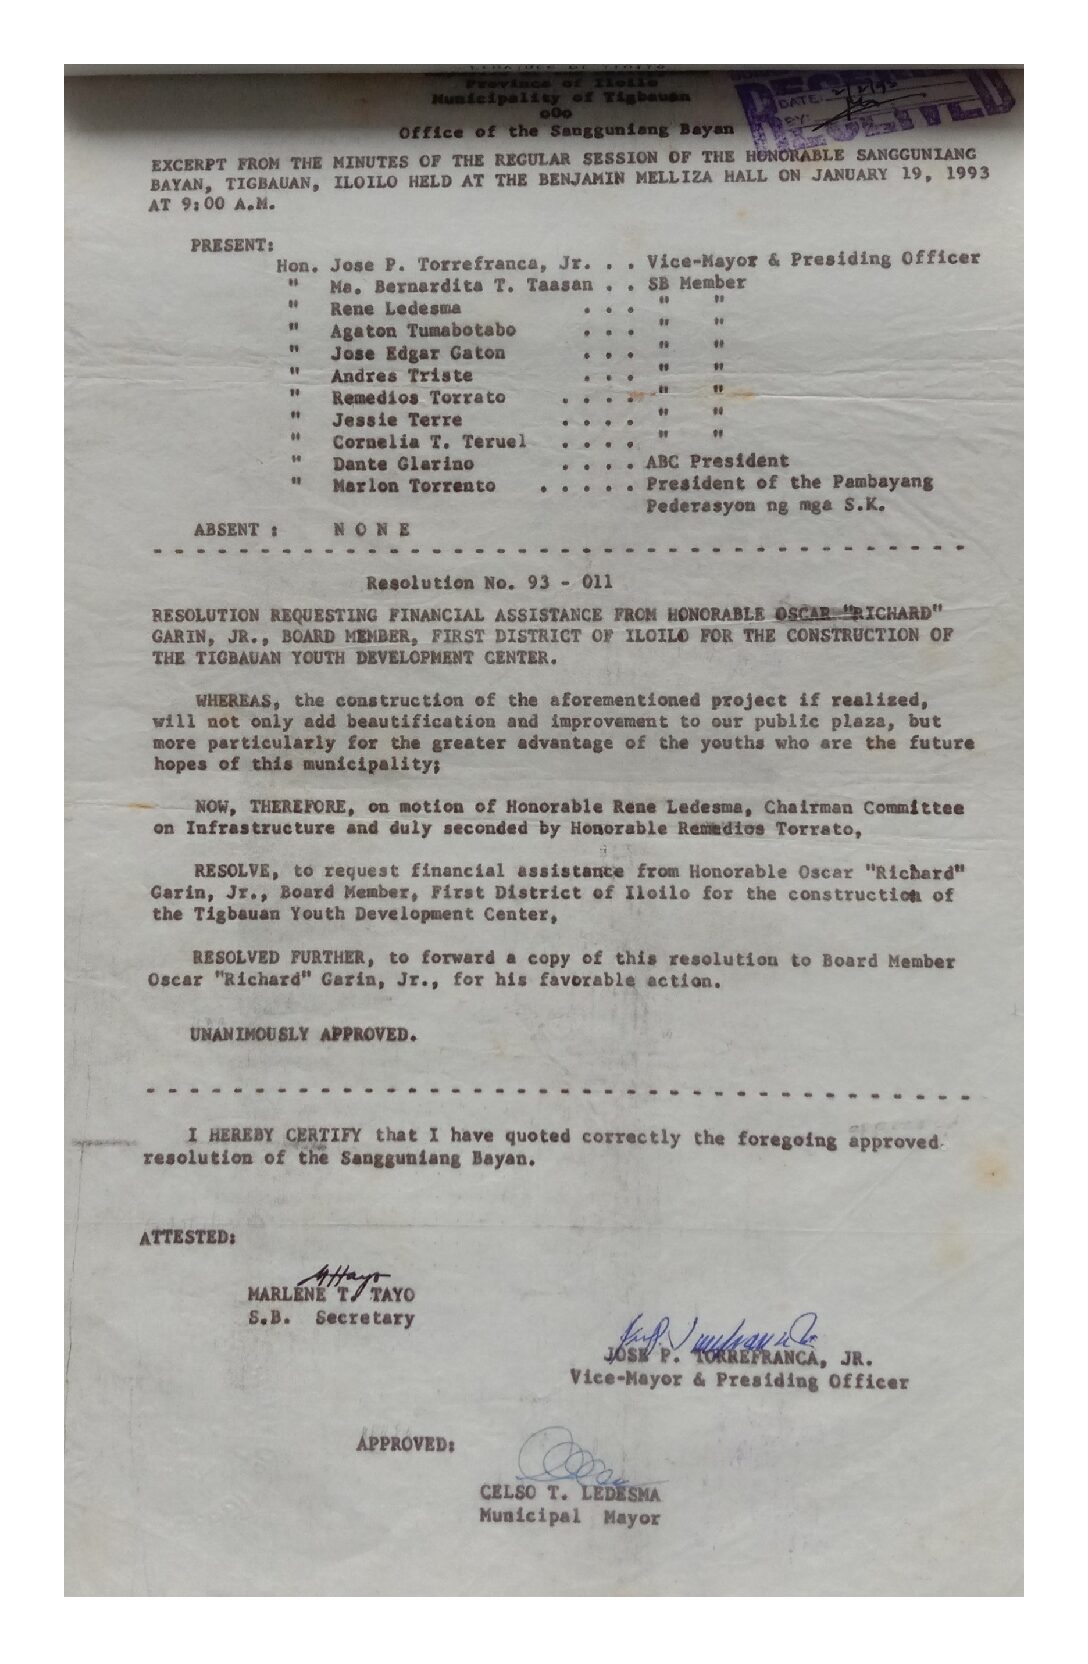 Province of Iloilo
Municipality of Tigbauan
o0o
Office of the Sangguniang Bayan
RECEIVED
DATE:
BY:
EXCERPT FROM THE MINUTES OF THE REGULAR SESSION OF THE HONORABLE SANGGUNIANG
BAYAN, TIGBAUAN, ILOILO HELD AT THE BENJAMIN MELLIZA HALL ON JANUARY 19, 1993
AT 9:00 A.M.
PRESENT:
Hon. Jose P. Torrefranca, Jr. . . Vice-Mayor & Presiding Officer
" Ma. Bernardita T. Taasan . . SB Member
" Rene Ledesma . . . " "
" Agaton Tumabotabo . . . " "
" Jose Edgar Gaton . . . " "
" Andres Triste . . . " "
" Remedios Torrato . . . . " "
" Jessie Terre . . . . " "
" Cornelia T. Teruel . . . . " "
" Dante Glarino . . . . ABC President
" Marlon Torrento . . . . . President of the Pambayang
Pederasyon ng mga S.K.
ABSENT : N O N E
- - - - - - - - - - - - - - - - - - - - - - - - - - - - - - - - - - - - - -
Resolution No. 93 - 011
RESOLUTION REQUESTING FINANCIAL ASSISTANCE FROM HONORABLE OSCAR "RICHARD"
GARIN, JR., BOARD MEMBER, FIRST DISTRICT OF ILOILO FOR THE CONSTRUCTION OF
THE TIGBAUAN YOUTH DEVELOPMENT CENTER.
WHEREAS, the construction of the aforementioned project if realized,
will not only add beautification and improvement to our public plaza, but
more particularly for the greater advantage of the youths who are the future
hopes of this municipality;
NOW, THEREFORE, on motion of Honorable Rene Ledesma, Chairman Committee
on Infrastructure and duly seconded by Honorable Remedios Torrato,
RESOLVE, to request financial assistance from Honorable Oscar "Richard"
Garin, Jr., Board Member, First District of Iloilo for the construction of
the Tigbauan Youth Development Center,
RESOLVED FURTHER, to forward a copy of this resolution to Board Member
Oscar "Richard" Garin, Jr., for his favorable action.
UNANIMOUSLY APPROVED.
- - - - - - - - - - - - - - - - - - - - - - - - - - - - - - - - - - - - - -
I HEREBY CERTIFY that I have quoted correctly the foregoing approved
resolution of the Sangguniang Bayan.
ATTESTED:
MARLENE T. TAYO
S.B. Secretary
JOSE P. TORREFRANCA, JR.
Vice-Mayor & Presiding Officer
APPROVED:
CELSO T. LEDESMA
Municipal Mayor